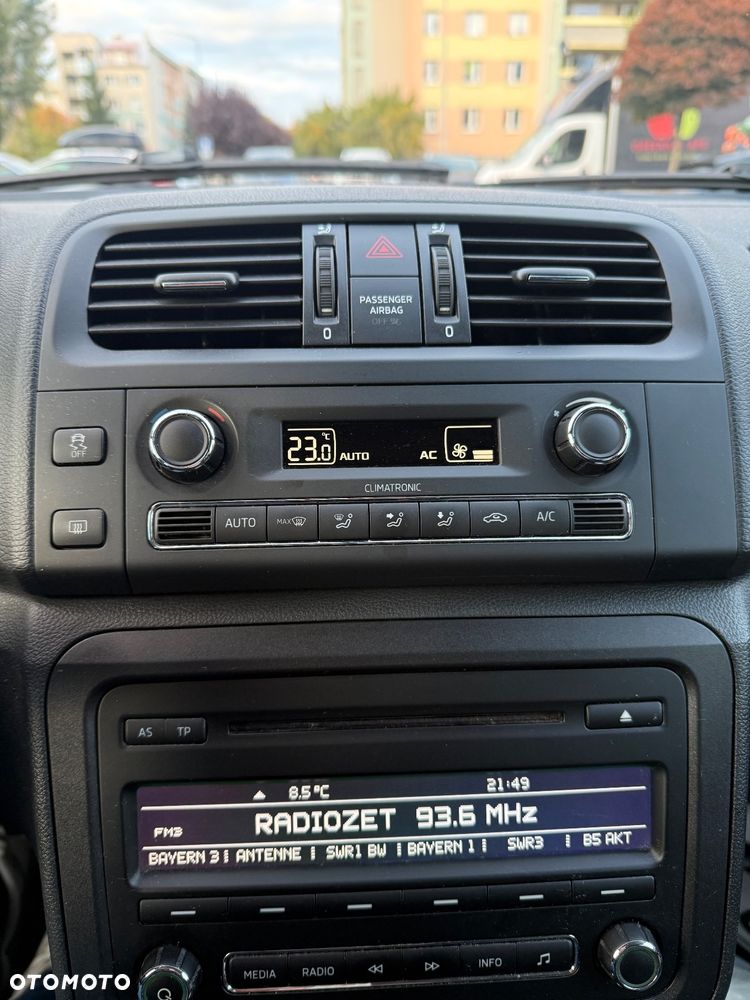 0
PASSENGER
AIRBAG
OFF
0
OFF
23.0 °C AUTO
AC
CLIMATRONIC
AUTO
MAX
A/C
AS
TP
8.5°C
21:49
FM3
RADIOZET 93.6 MHz
BAYERN 3 ANTENNE SWR1 BW BAYERN 1 SWR3 B5 AKT
MEDIA
RADIO
INFO
OTOMOTO